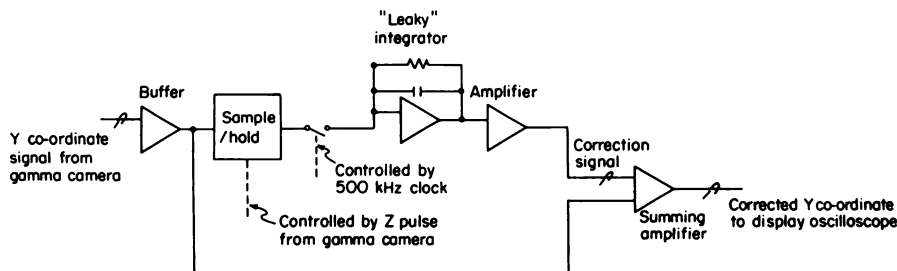 "Leaky"
integrator
Buffer
Amplifier
Sample
/hold
Y co-ordinate
signal from
gamma camera
Controlled by
500 kHz clock
Controlled by Z pulse
from gamma camera
Correction
signal
Summing
amplifier
Corrected Y co-ordinate
to display oscilloscope